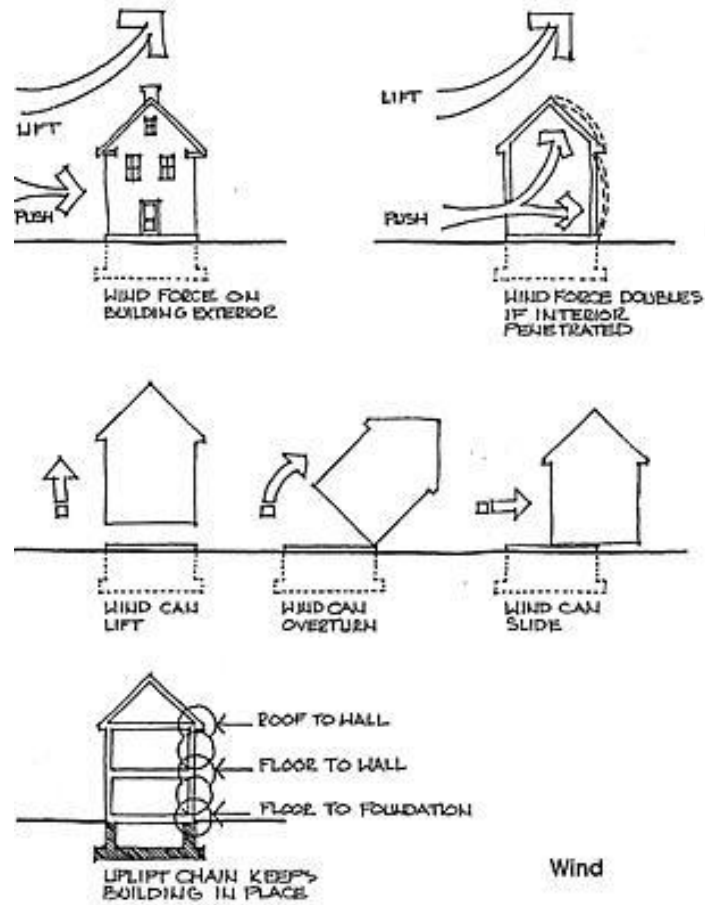 LIFT
PUSH
WIND FORCE ON
BUILDING EXTERIOR
LIFT
PUSH
WIND FORCE DOUBLES
IF INTERIOR
PENETRATED
WIND CAN
LIFT
WIND CAN
OVERTURN
WIND CAN
SLIDE
ROOF TO WALL
FLOOR TO WALL
FLOOR TO FOUNDATION
UPLIFT CHAIN KEEPS
BUILDING IN PLACE
Wind